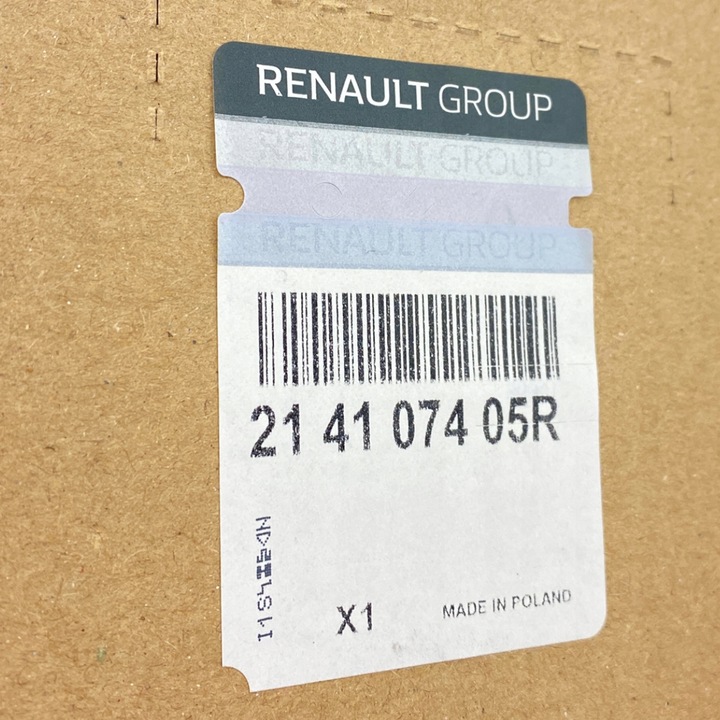 RENAULT GROUP
RENAULT GROUP
RENAULT GROUP
21 41 074 05R
X1
MADE IN POLAND